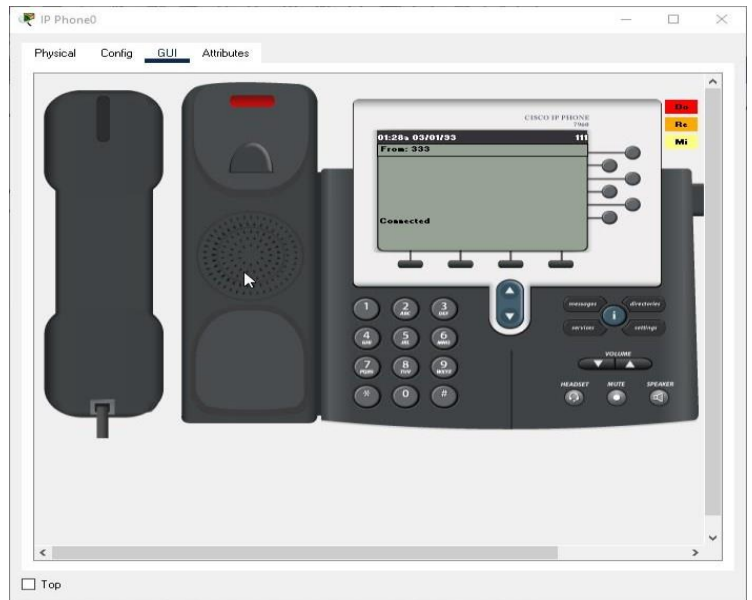 IP Phone0
Physical Config GUI Attributes
CISCO IP PHONE
7960
01:28a 03/01/93 111
From: 333
Connected
Do
Re
Mi
1 2 ABC 3 DEF
4 GHI 5 JKL 6 MNO
7 PQRS 8 TUV 9 WXYZ
* 0 #
messages directories
i
services settings
VOLUME
HEADSET MUTE SPEAKER
Top